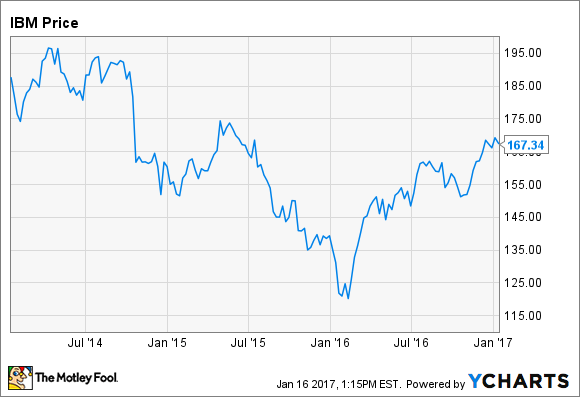 IBM Price
195.00
185.00
175.00
167.34
155.00
145.00
135.00
125.00
115.00
Jul '14 Jan '15 Jul '15 Jan '16 Jul '16 Jan '17
The Motley Fool.
Jan 16 2017, 1:15PM EST. Powered by YCHARTS